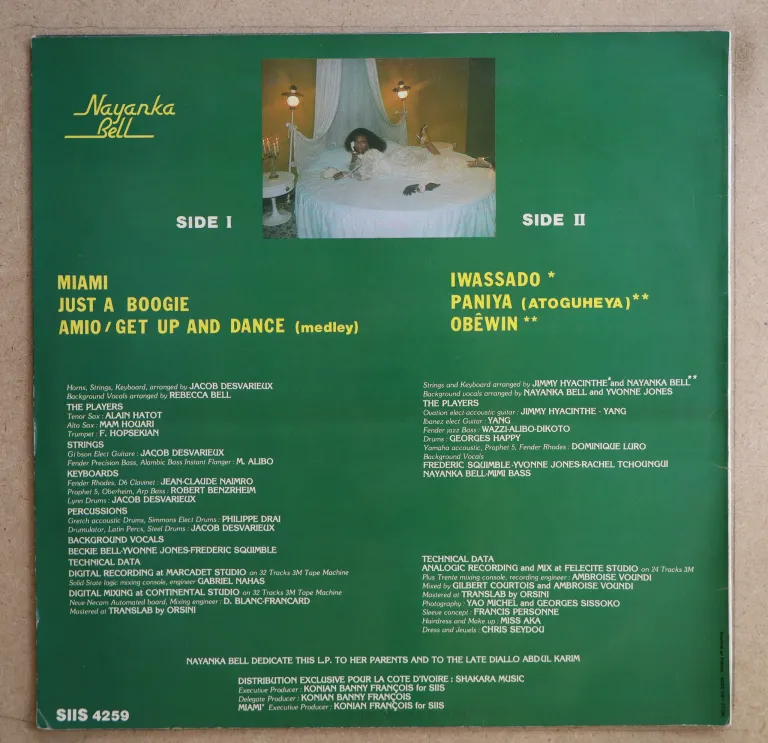 Nayanka
Bell
SIDE I
SIDE II
MIAMI
JUST A BOOGIE
AMIO / GET UP AND DANCE (medley)
IWASSADO *
PANIYA (ATOGUHEYA) **
OBÊWIN **
Horns, Strings, Keyboard, arranged by JACOB DESVARIEUX
Background Vocals arranged by REBECCA BELL
THE PLAYERS
Tenor Sax : ALAIN HATOT
Alto Sax : MAM HOUARI
Trumpet : F. HOPSEKIAN
STRINGS
Gibson Elect Guitare : JACOB DESVARIEUX
Fender Precision Bass, Alambic Bass Instant Flanger : M. ALIBO
KEYBOARDS
Fender Rhodes, D6 Clavinet : JEAN-CLAUDE NAIMRO
Prophet 5, Oberheim, Arp Bass : ROBERT BENZRHEIM
Lynn Drums : JACOB DESVARIEUX
PERCUSSIONS
Gretch accoustic Drums, Simmons Elect Drums : PHILIPPE DRAI
Drumulator, Latin Percs, Steel Drums : JACOB DESVARIEUX
BACKGROUND VOCALS
BECKIE BELL-YVONNE JONES-FREDERIC SQUIMBLE
TECHNICAL DATA
DIGITAL RECORDING at MARCADET STUDIO on 32 Tracks 3M Tape Machine
Solid State logic mixing console, engineer GABRIEL NAHAS
DIGITAL MIXING at CONTINENTAL STUDIO on 32 Tracks 3M Tape Machine
Neue Necam Automated board, Mixing engineer : D. BLANC-FRANCARD
Mastered at TRANSLAB by ORSINI
Strings and Keyboard arranged by JIMMY HYACINTHE* and NAYANKA BELL**
Background vocals arranged by NAYANKA BELL and YVONNE JONES
THE PLAYERS
Ovation elect-accoustic guitar : JIMMY HYACINTHE - YANG
Ibanez elect Guitar : YANG
Fender jazz Bass : WAZZI-ALIBO-DIKOTO
Drums : GEORGES HAPPY
Yamaha accoustic, Prophet 5, Fender Rhodes : DOMINIQUE LURO
Background Vocals
FREDERIC SQUIMBLE-YVONNE JONES-RACHEL TCHOUNGUI
NAYANKA BELL-MIMI BASS
TECHNICAL DATA
ANALOGIC RECORDING and MIX at FELECITE STUDIO on 24 Tracks 3M
Plus Trente mixing console, recording engineer : AMBROISE VOUNDI
Mixed by GILBERT COURTOIS and AMBROISE VOUNDI
Mastered at TRANSLAB by ORSINI
Photography : YAO MICHEL and GEORGES SISSOKO
Sleeve concept : FRANCIS PERSONNE
Hairdress and Make up : MISS AKA
Dress and Jewels : CHRIS SEYDOU
NAYANKA BELL DEDICATE THIS L.P. TO HER PARENTS AND TO THE LATE DIALLO ABDUL KARIM
DISTRIBUTION EXCLUSIVE POUR LA COTE D'IVOIRE : SHAKARA MUSIC
Executive Producer : KONIAN BANNY FRANÇOIS for SIIS
Delegate Producer : KONIAN BANNY FRANÇOIS
MIAMI* Executive Producer : KONIAN FRANÇOIS for SIIS
SIIS 4259